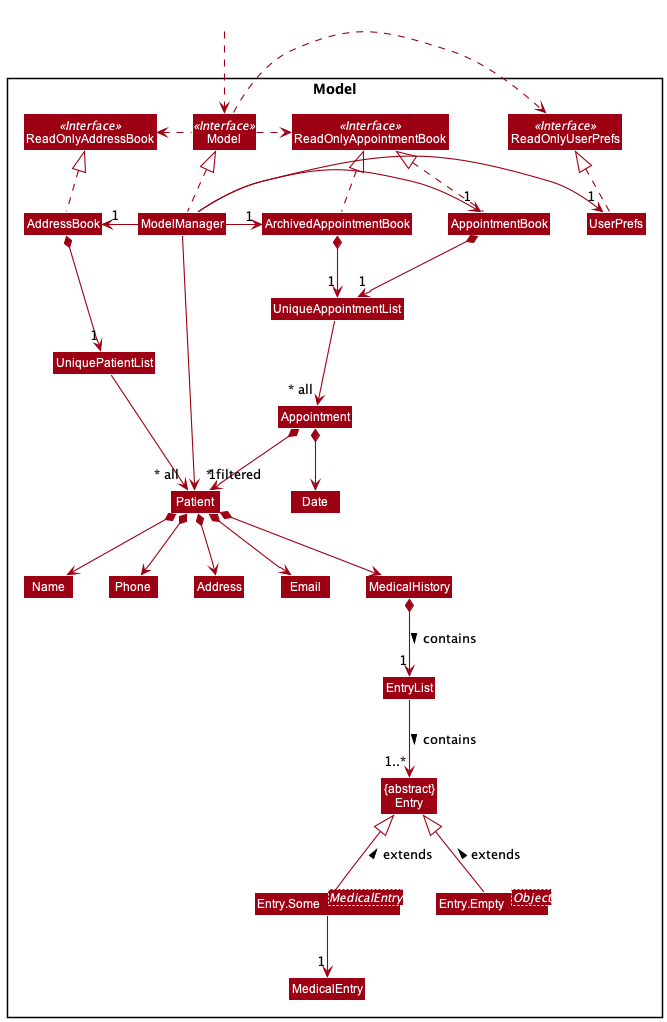 Model
«Interface»
ReadOnlyAddressBook
«Interface»
Model
«Interface»
ReadOnlyAppointmentBook
«Interface»
ReadOnlyUserPrefs
AddressBook
1
ModelManager
1
ArchivedAppointmentBook
1
AppointmentBook
1
UserPrefs
1
1
UniqueAppointmentList
1
UniquePatientList
* all
Appointment
* all
1
* filtered
Patient
Date
Name
Phone
Address
Email
MedicalHistory
contains
1
EntryList
contains
1..*
{abstract}
Entry
extends
extends
Entry.Some
MedicalEntry
Entry.Empty
Object
1
MedicalEntry